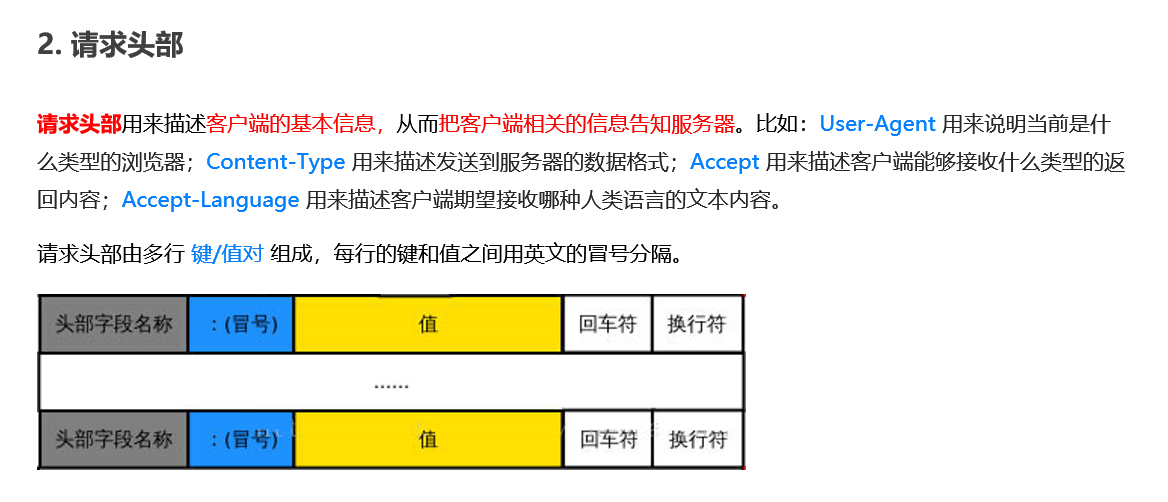 2. 请求头部
请求头部用来描述客户端的基本信息，从而把客户端相关的信息告知服务器。比如：User-Agent 用来说明当前是什
么类型的浏览器；Content-Type 用来描述发送到服务器的数据格式；Accept 用来描述客户端能够接收什么类型的返
回内容；Accept-Language 用来描述客户端期望接收哪种人类语言的文本内容。
请求头部由多行 键/值对 组成，每行的键和值之间用英文的冒号分隔。
头部字段名称 ：(冒号) 值 回车符 换行符
......
头部字段名称 ：(冒号) 值 回车符 换行符